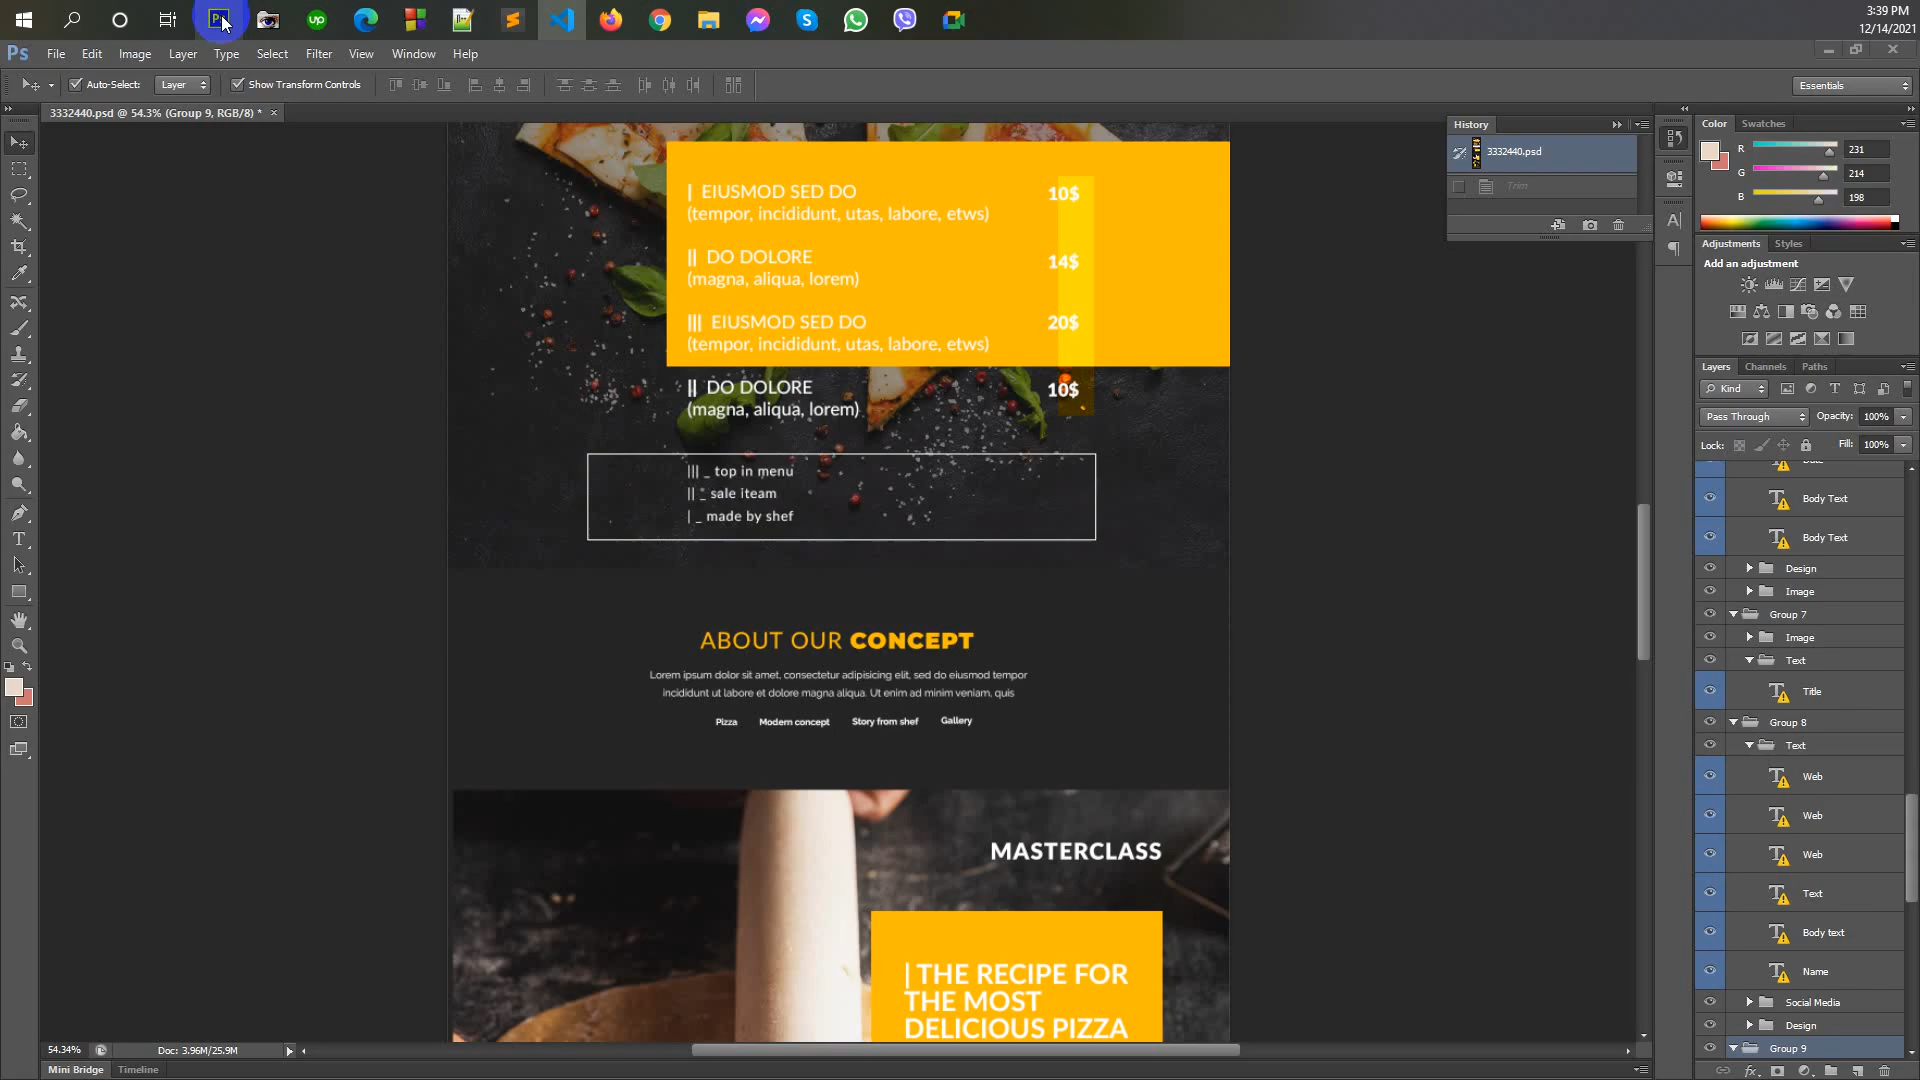 3:39 PM
12/14/2021
Ps File Edit Image Layer Type Select Filter View Window Help
Auto-Select: Layer Show Transform Controls Essentials
3332440.psd @ 54.3% (Group 9, RGB/8) * ×
History
3332440.psd
Trim
Color Swatches
R 231
G 214
B 198
Adjustments Styles
Add an adjustment
Layers Channels Paths
Kind
Pass Through Opacity: 100%
Lock: Fill: 100%
Body Text
Body Text
Design
Image
Group 7
Image
Text
Title
Group 8
Text
Web
Web
Web
Text
Body text
Name
Social Media
Design
Group 9
| EIUSMOD SED DO 10$
(tempor, incididunt, utas, labore, etws)
|| DO DOLORE 14$
(magna, aliqua, lorem)
||| EIUSMOD SED DO 20$
(tempor, incididunt, utas, labore, etws)
|| DO DOLORE 10$
(magna, aliqua, lorem)
||| _ top in menu
|| _ sale iteam
| _ made by shef
ABOUT OUR CONCEPT
Lorem ipsum dolor sit amet, consectetur adipisicing elit, sed do eiusmod tempor
incididunt ut labore et dolore magna aliqua. Ut enim ad minim veniam, quis
Pizza Modern concept Story from shef Gallery
MASTERCLASS
| THE RECIPE FOR
THE MOST
DELICIOUS PIZZA
54.34% Doc: 3.96M/25.9M
Mini Bridge Timeline